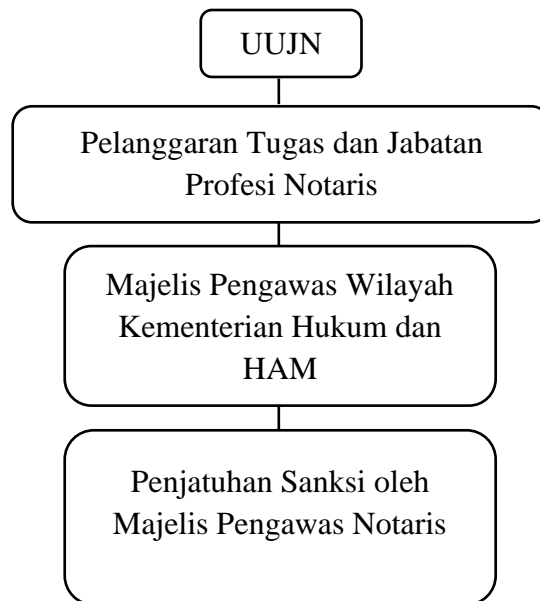 UUJN
Pelanggaran Tugas dan Jabatan
Profesi Notaris
Majelis Pengawas Wilayah
Kementerian Hukum dan
HAM
Penjatuhan Sanksi oleh
Majelis Pengawas Notaris